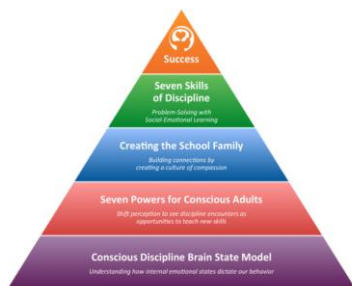 Success
Seven Skills
of Discipline
Problem-Solving with
Social-Emotional Learning
Creating the School Family
Building connections by
creating a culture of compassion
Seven Powers for Conscious Adults
Shift perception to see discipline encounters as
opportunities to teach new skills
Conscious Discipline Brain State Model
Understanding how internal emotional states dictate our behavior